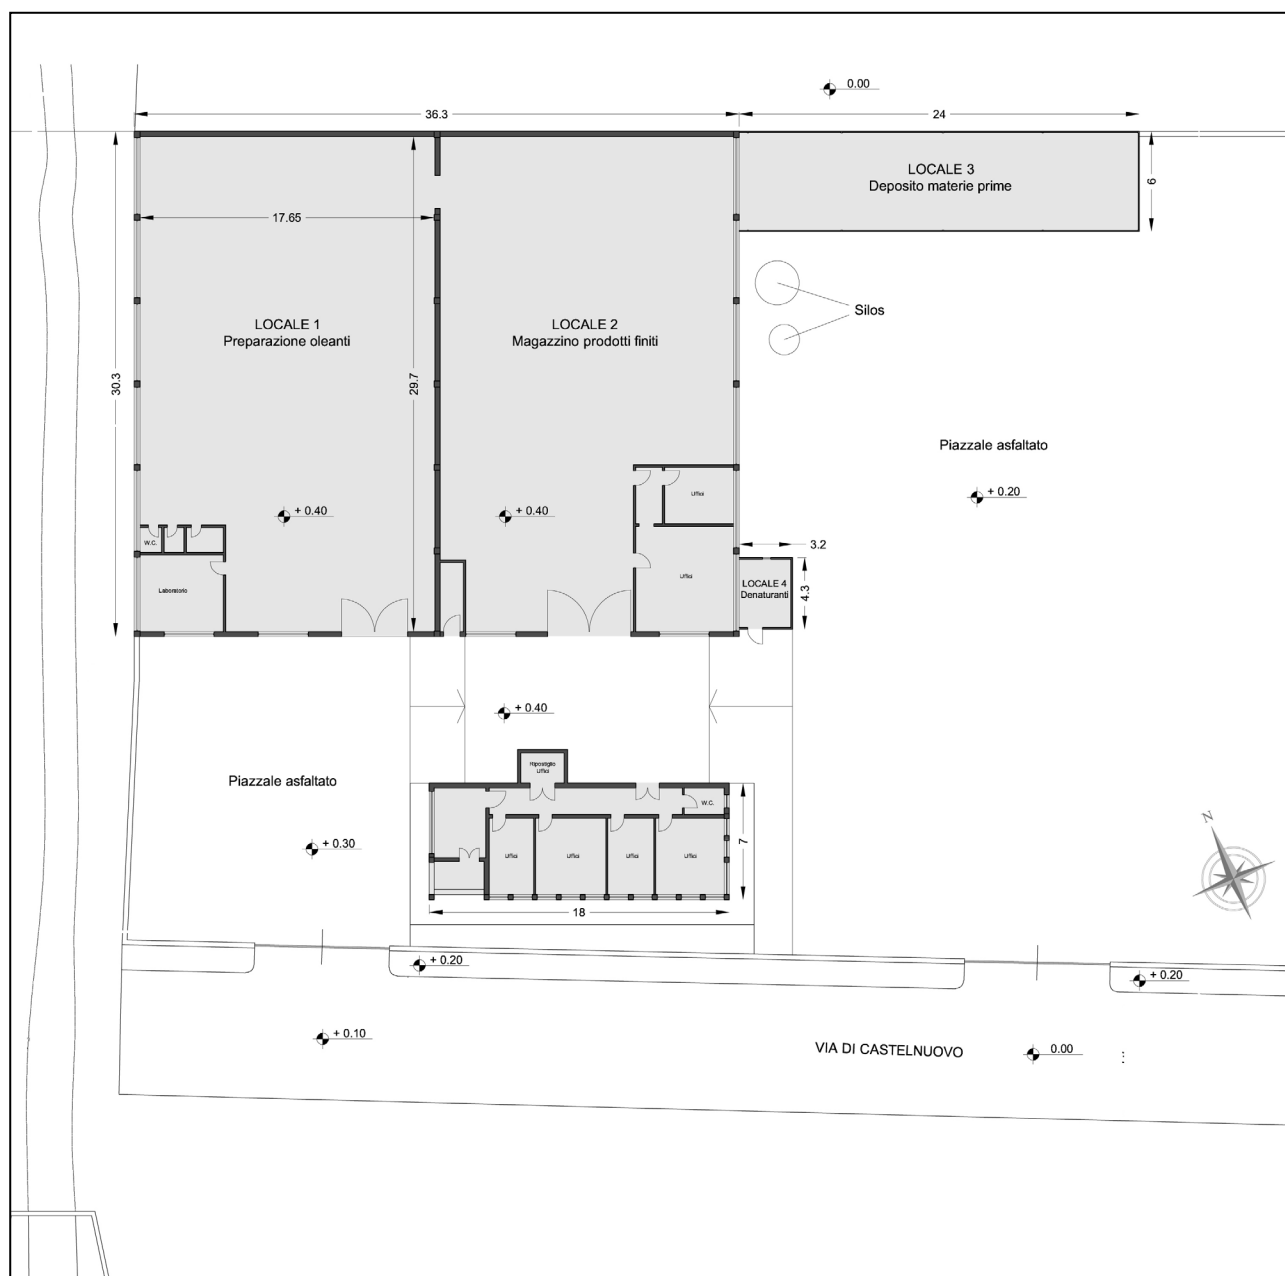 0.00
36.3
24
LOCALE 3
Deposito materie prime
6
17.65
Silos
LOCALE 1
Preparazione oleanti
LOCALE 2
Magazzino prodotti finiti
30.3
29.7
Piazzale asfaltato
+ 0.20
Uffici
+ 0.40
+ 0.40
W.C.
3.2
Uffici
LOCALE 4
Denaturanti
4.3
Laboratorio
+ 0.40
Ripostiglio
Uffici
Piazzale asfaltato
W.C.
N
+ 0.30
7
Uffici
Uffici
Uffici
Uffici
18
+ 0.20
+ 0.20
+ 0.10
VIA DI CASTELNUOVO
0.00